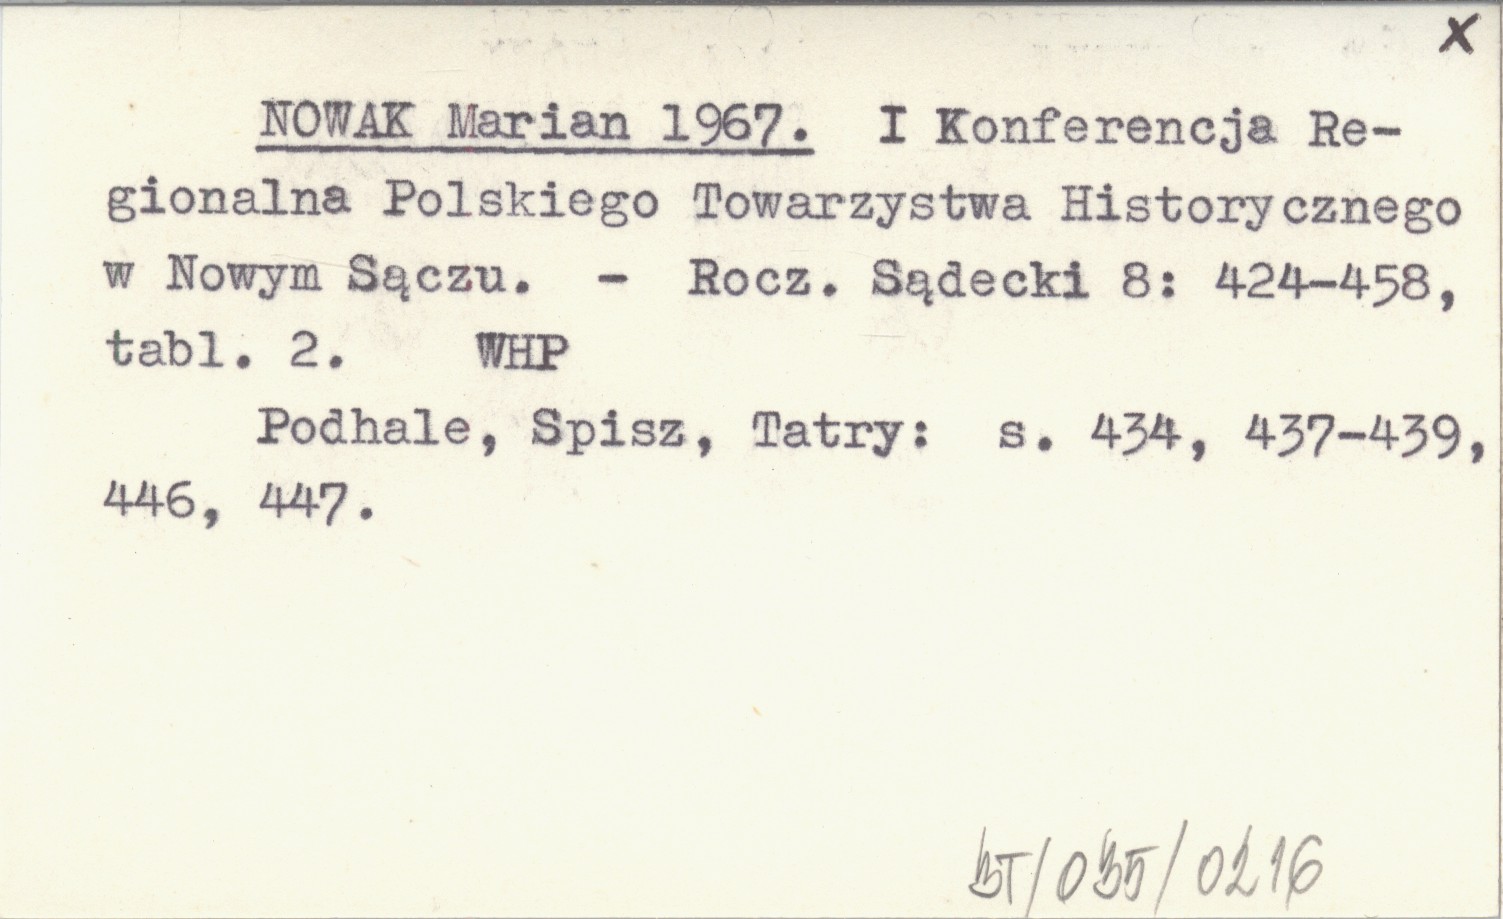 x
NOWAK Marian 1967. I Konferencja Re-
gionalna Polskiego Towarzystwa Historycznego
w Nowym Sączu. - Rocz. Sądecki 8: 424-458,
tabl. 2. WHP
Podhale, Spisz, Tatry: s. 434, 437-439,
446, 447.
BT/035/0216